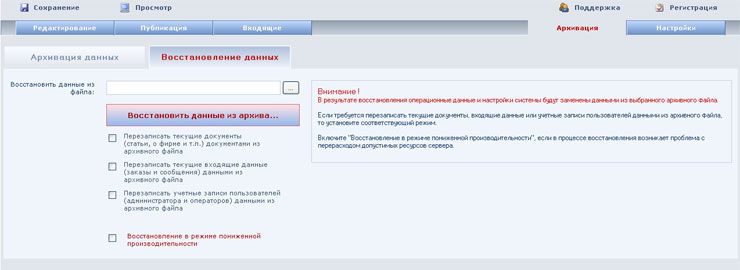 Сохранение
Просмотр
Поддержка
Регистрация
Редактирование
Публикация
Входящие
Архивация
Настройки
Архивация данных
Восстановление данных
Восстановить данные из
файла:
...
Восстановить данные из архива...
Перезаписать текущие документы
(статьи, о фирме и т.п.) документами из
архивного файла
Перезаписать текущие входящие данные
(заказы и сообщения) данными из
архивного файла
Перезаписать учетные записи пользователей
(администратора и операторов) данными из
архивного файла
Восстановление в режиме пониженной
производительности
Внимание !
В результате восстановления операционные данные и настройки системы будут заменены данными из выбранного архивного файла.
Если требуется перезаписать текущие документы, входящие данные или учетные записи пользователей данными из архивного файла,
то установите соответствующий режим.
Включите "Восстановление в режиме пониженной производительности", если в процессе восстановления возникает проблема с
перерасходом допустимых ресурсов сервера.